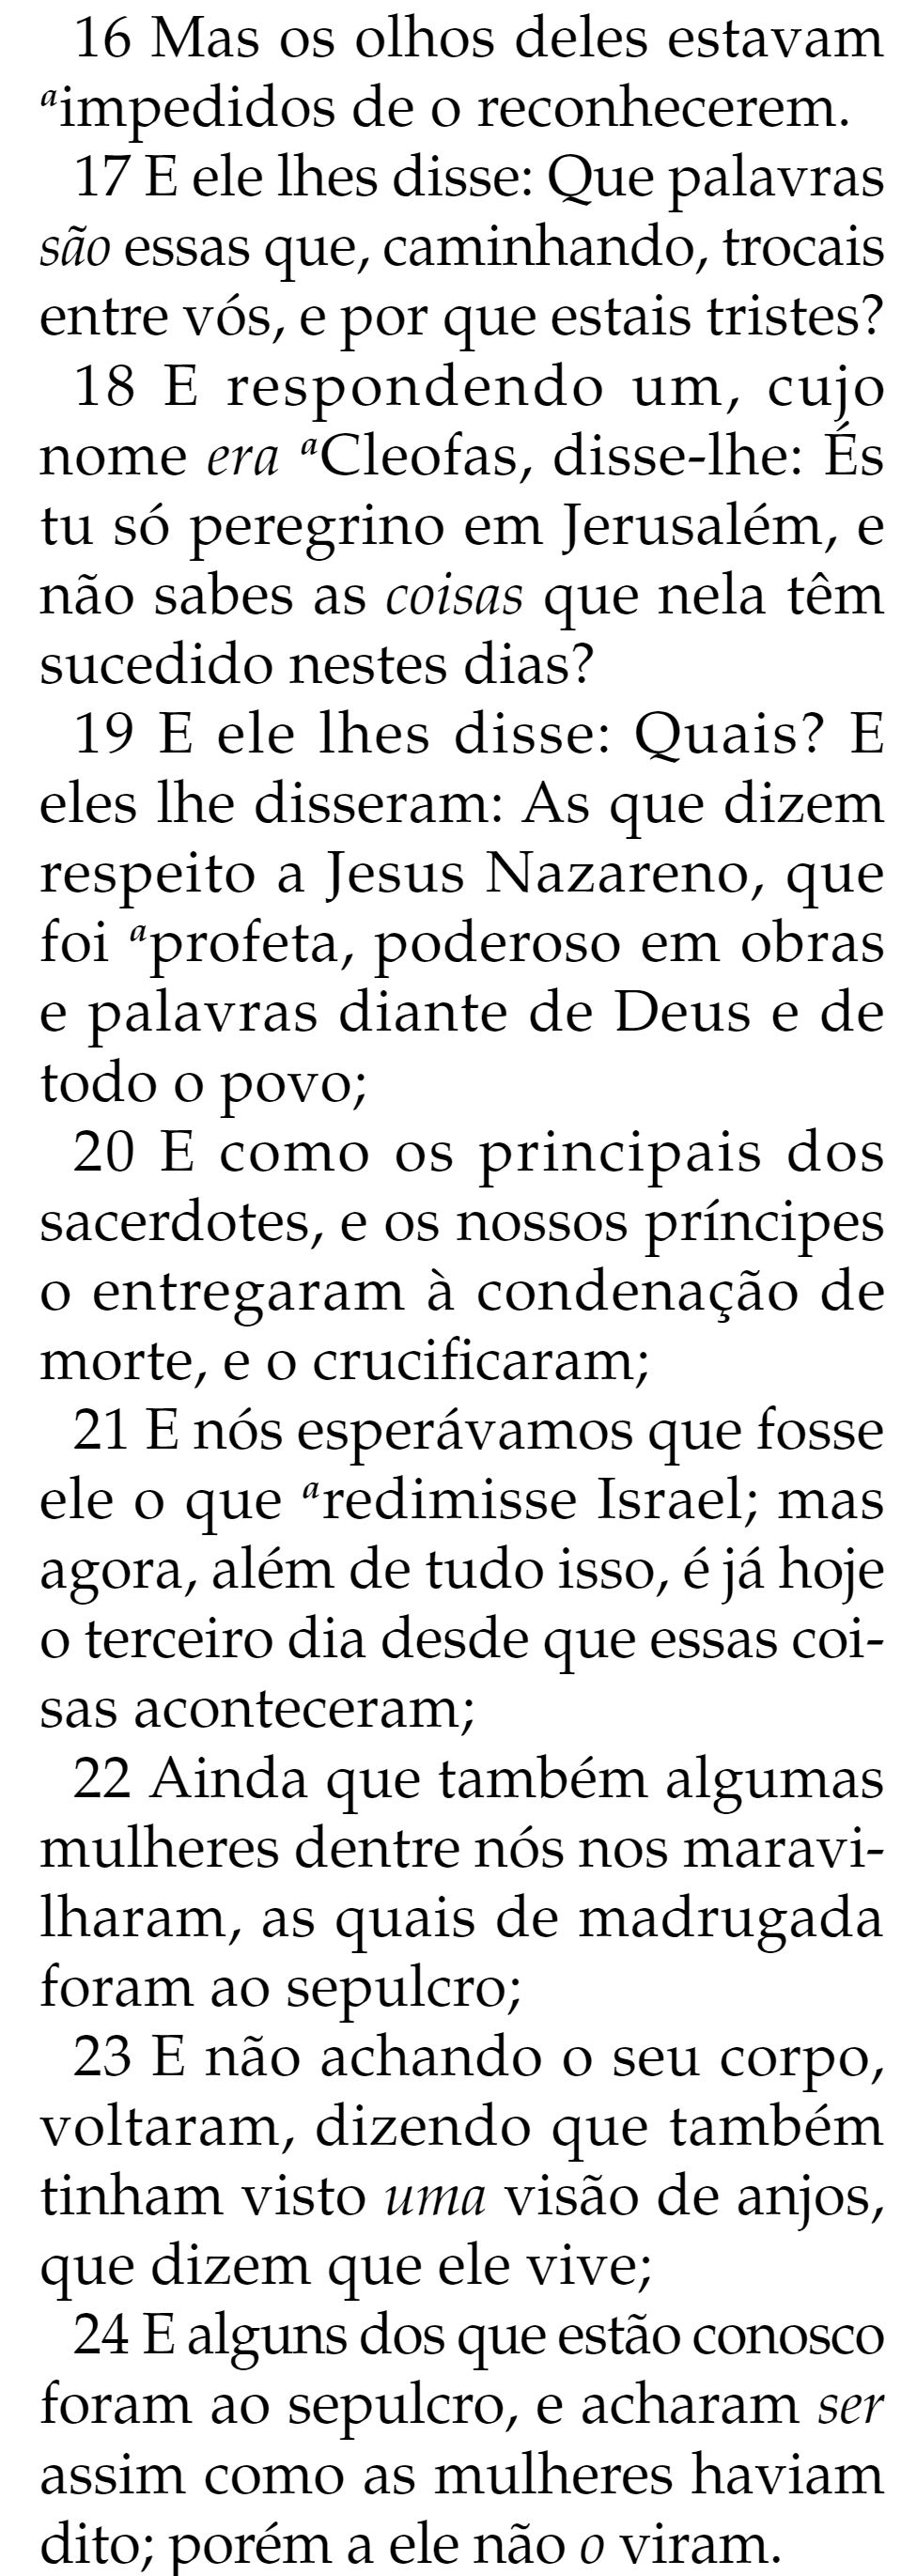 16 Mas os olhos deles estavam
ᵃimpedidos de o reconhecerem.
17 E ele lhes disse: Que palavras
são essas que, caminhando, trocais
entre vós, e por que estais tristes?
18 E respondendo um, cujo
nome era ᵃCleofas, disse-lhe: És
tu só peregrino em Jerusalém, e
não sabes as coisas que nela têm
sucedido nestes dias?
19 E ele lhes disse: Quais? E
eles lhe disseram: As que dizem
respeito a Jesus Nazareno, que
foi ᵃprofeta, poderoso em obras
e palavras diante de Deus e de
todo o povo;
20 E como os principais dos
sacerdotes, e os nossos príncipes
o entregaram à condenação de
morte, e o crucificaram;
21 E nós esperávamos que fosse
ele o que ᵃredimisse Israel; mas
agora, além de tudo isso, é já hoje
o terceiro dia desde que essas coi-
sas aconteceram;
22 Ainda que também algumas
mulheres dentre nós nos maravi-
lharam, as quais de madrugada
foram ao sepulcro;
23 E não achando o seu corpo,
voltaram, dizendo que também
tinham visto uma visão de anjos,
que dizem que ele vive;
24 E alguns dos que estão conosco
foram ao sepulcro, e acharam ser
assim como as mulheres haviam
dito; porém a ele não o viram.